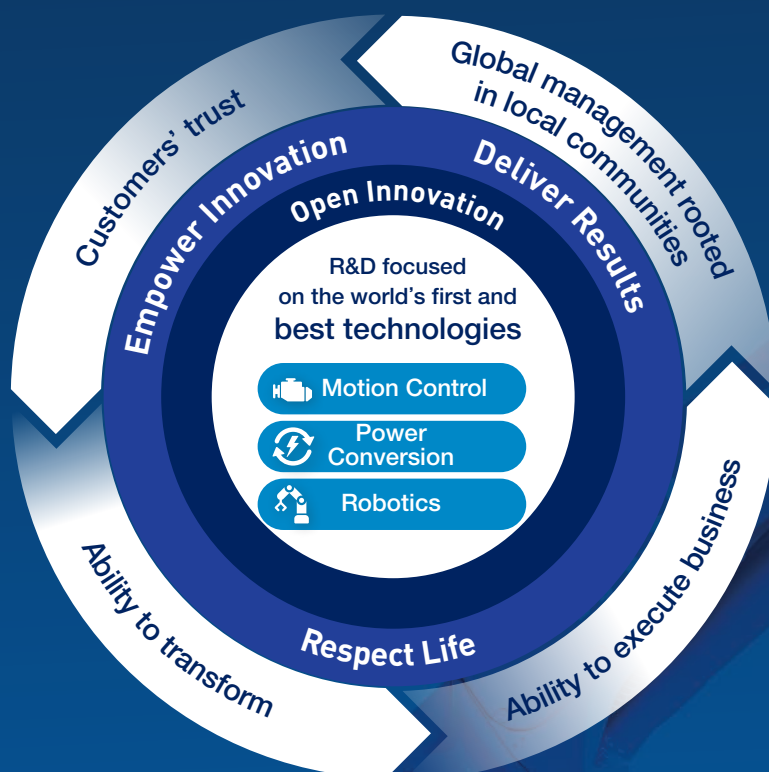 Customers' trust
Global management rooted
in local communities
Empower Innovation
Deliver Results
Open Innovation
R&D focused
on the world's first and
best technologies
Motion Control
Power
Conversion
Robotics
Respect Life
Ability to transform
Ability to execute business